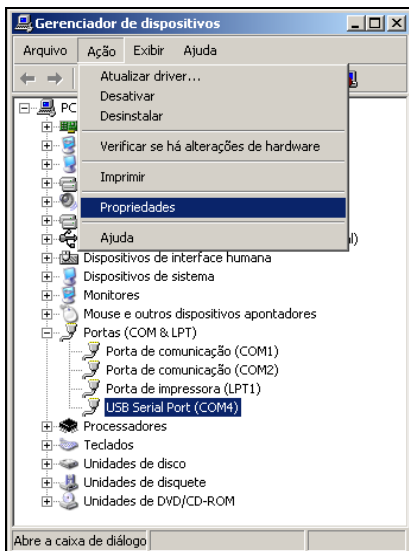 Gerenciador de dispositivos
Arquivo Ação Exibir Ajuda
Atualizar driver...
Desativar
Desinstalar
Verificar se há alterações de hardware
Imprimir
Propriedades
Ajuda
PC
l)
Dispositivos de interface humana
Dispositivos de sistema
Monitores
Mouse e outros dispositivos apontadores
Portas (COM & LPT)
Porta de comunicação (COM1)
Porta de comunicação (COM2)
Porta de impressora (LPT1)
USB Serial Port (COM4)
Processadores
Teclados
Unidades de disco
Unidades de disquete
Unidades de DVD/CD-ROM
Abre a caixa de diálogo